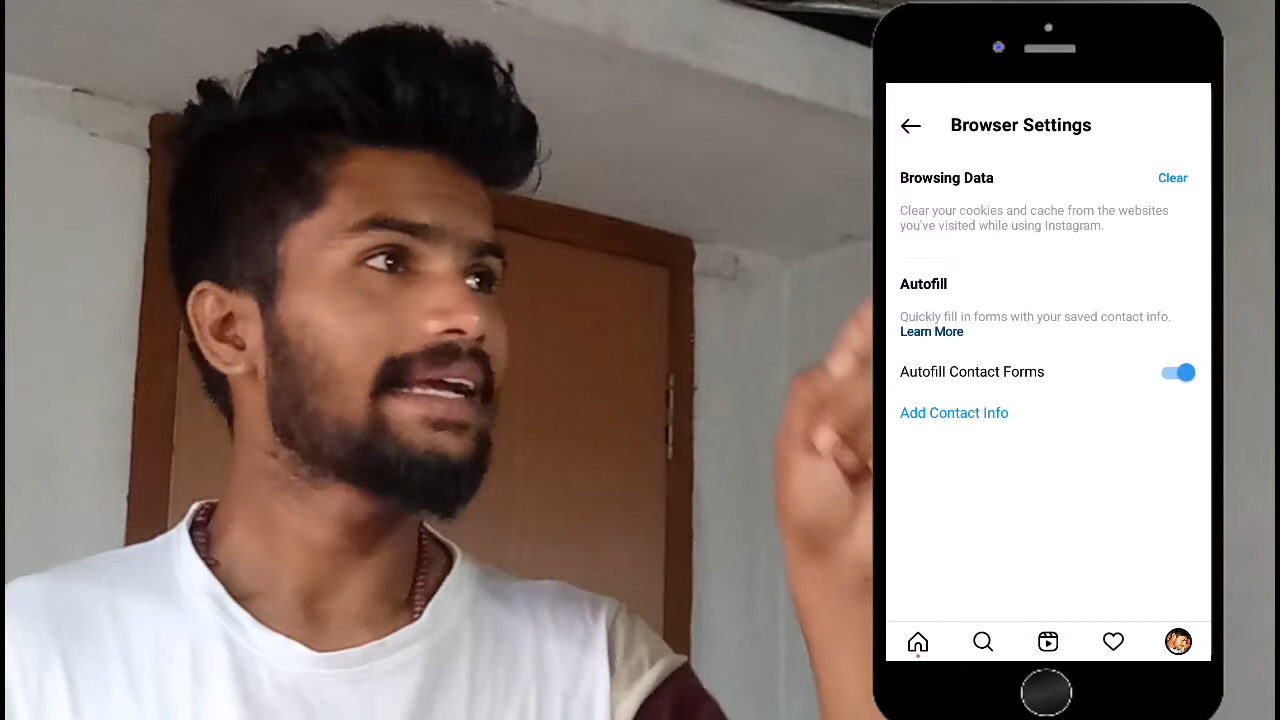 Browser Settings
Browsing Data
Clear
Clear your cookies and cache from the websites
you've visited while using Instagram.
Autofill
Quickly fill in forms with your saved contact info.
Learn More
Autofill Contact Forms
Add Contact Info